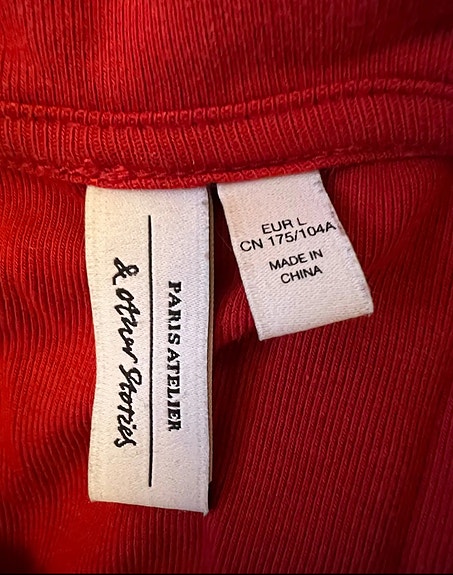 & other Stories
PARIS ATELIER
EUR L
CN 175/104A
MADE IN
CHINA